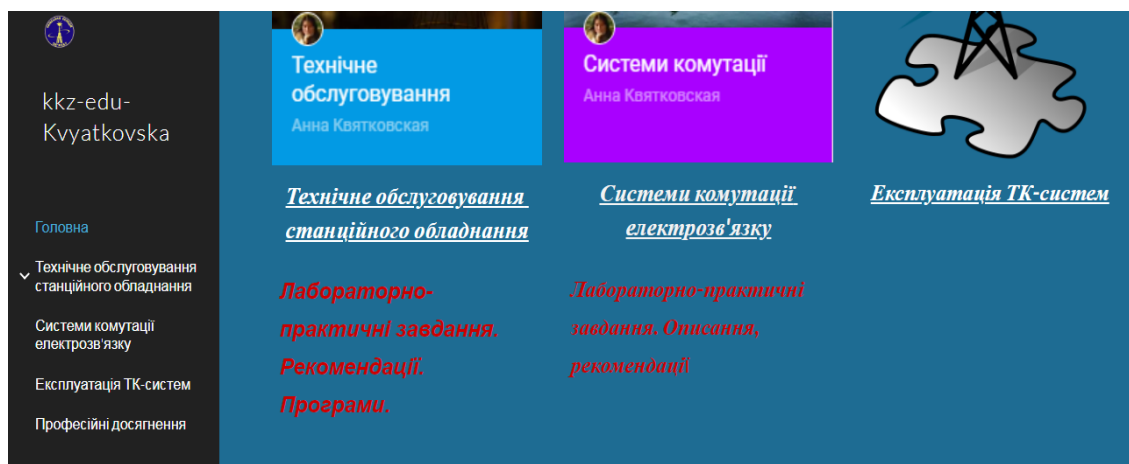 kkz-edu-
Kvyatkovska
Головна
Технічне обслуговування
станційного обладнання
Системи комутації
електрозв'язку
Експлуатація ТК-систем
Професійні досягнення
Технічне
обслуговування
Анна Квятковская
Технічне обслуговування
станційного обладнання
Лабораторно-
практичні завдання.
Рекомендації.
Програми.
Системи комутації
Анна Квятковская
Системи комутації
електрозв'язку
Лабораторно-практичні
завдання. Описання,
рекомендації
Експлуатація ТК-систем